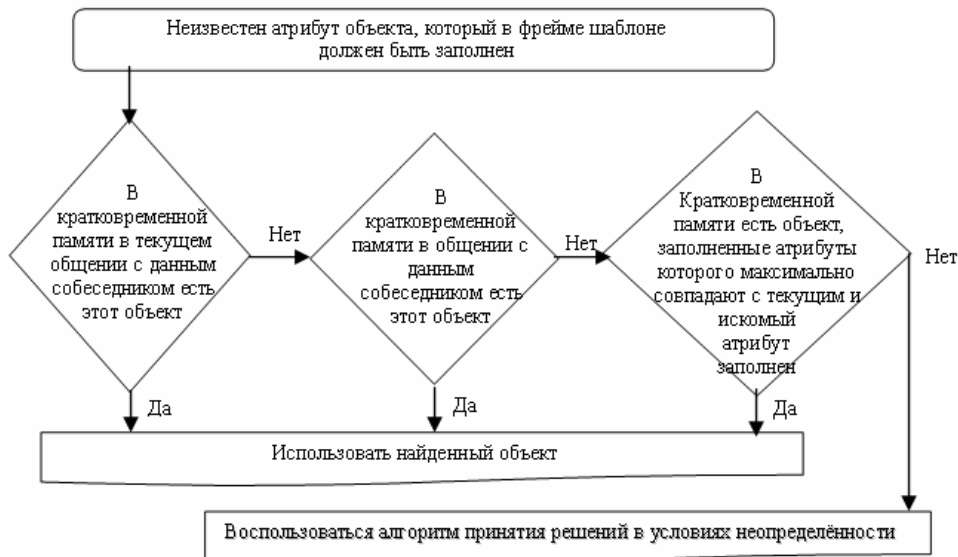 Неизвестен атрибут объекта, который в фрейме шаблоне
должен быть заполнен
В
кратковременной
памяти в текущем
общении с данным
собеседником есть
этот объект
Нет
В
кратковременной
памяти в общении с
данным
собеседником есть
этот объект
Нет
В
Кратковременной
памяти есть объект,
заполненные атрибуты
которого максимально
совпадают с текущим и
искомый
атрибут
заполнен
Нет
Да
Да
Да
Использовать найденный объект
Воспользоваться алгоритм принятия решений в условиях неопределённости